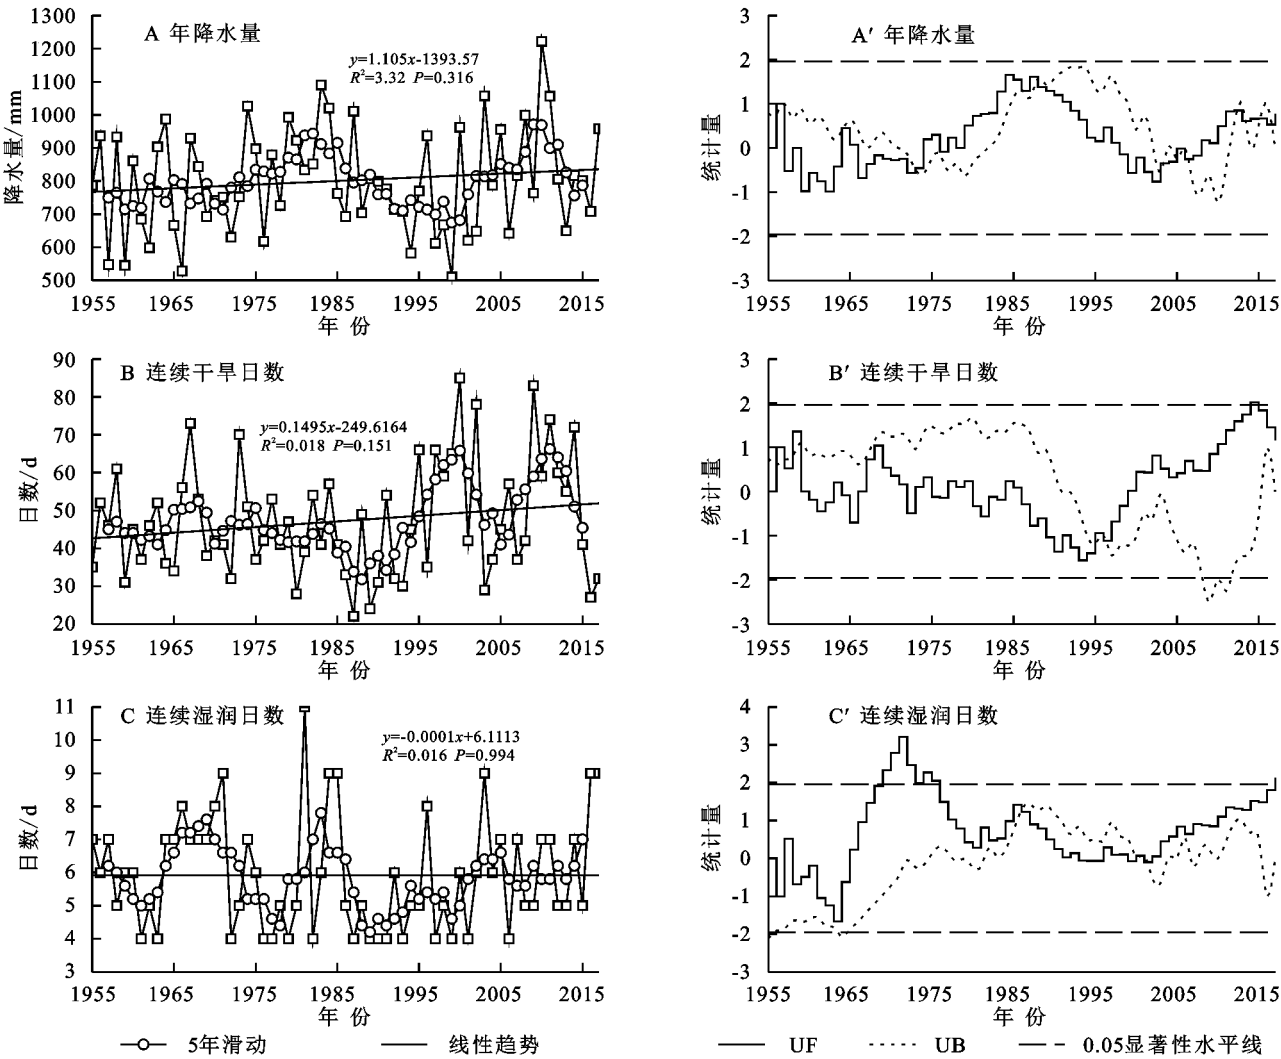 A 年降水量
y=1.105x-1393.57
R²=3.32 P=0.316
降水量/mm
1300
1200
1100
1000
900
800
700
600
500
1955 1965 1975 1985 1995 2005 2015
年 份
A′ 年降水量
统计量
3
2
1
0
-1
-2
-3
1955 1965 1975 1985 1995 2005 2015
年 份
B 连续干旱日数
y=0.1495x-249.6164
R²=0.018 P=0.151
日数/d
90
80
70
60
50
40
30
20
1955 1965 1975 1985 1995 2005 2015
年 份
B′ 连续干旱日数
统计量
3
2
1
0
-1
-2
-3
1955 1965 1975 1985 1995 2005 2015
年 份
C 连续湿润日数
y=-0.0001x+6.1113
R²=0.016 P=0.994
日数/d
11
10
9
8
7
6
5
4
3
1955 1965 1975 1985 1995 2005 2015
年 份
C′ 连续湿润日数
统计量
4
3
2
1
0
-1
-2
-3
1955 1965 1975 1985 1995 2005 2015
年 份
5年滑动 线性趋势 UF UB 0.05显著性水平线